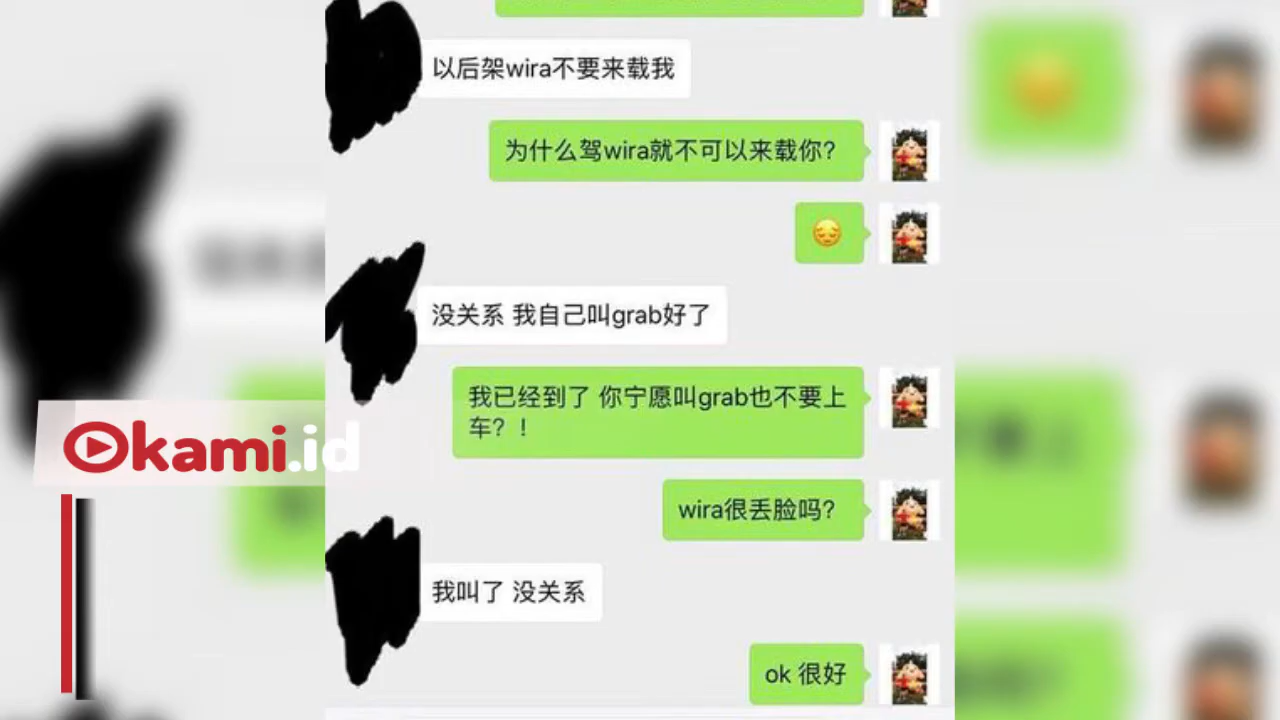 以后架wira不要来载我
为什么驾wira就不可以来载你？
没关系 我自己叫grab好了
我已经到了 你宁愿叫grab也不要上
车？！
Okami.id
wira很丢脸吗？
我叫了 没关系
ok 很好